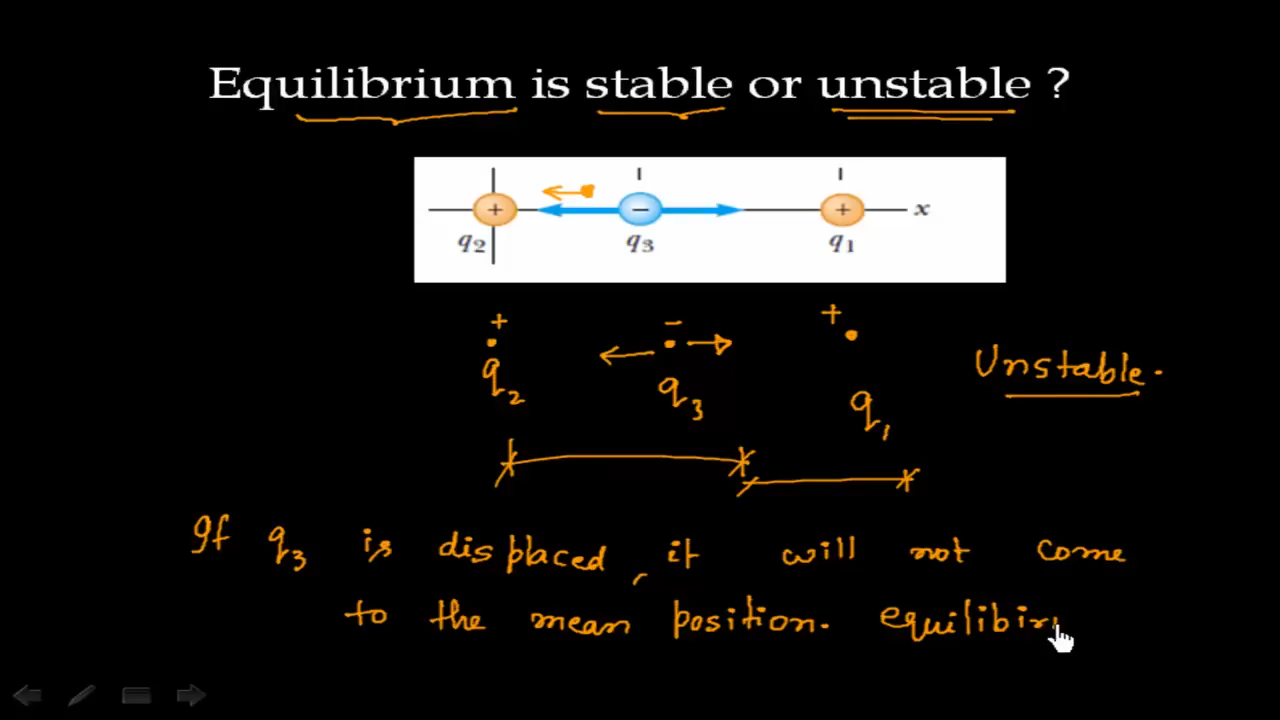 Equilibrium is stable or unstable ?
+ − + x
q2 q3 q1
+ − +
q2 q3 q1
Unstable.
If q3 is displaced, it will not come
to the mean position. equilibir